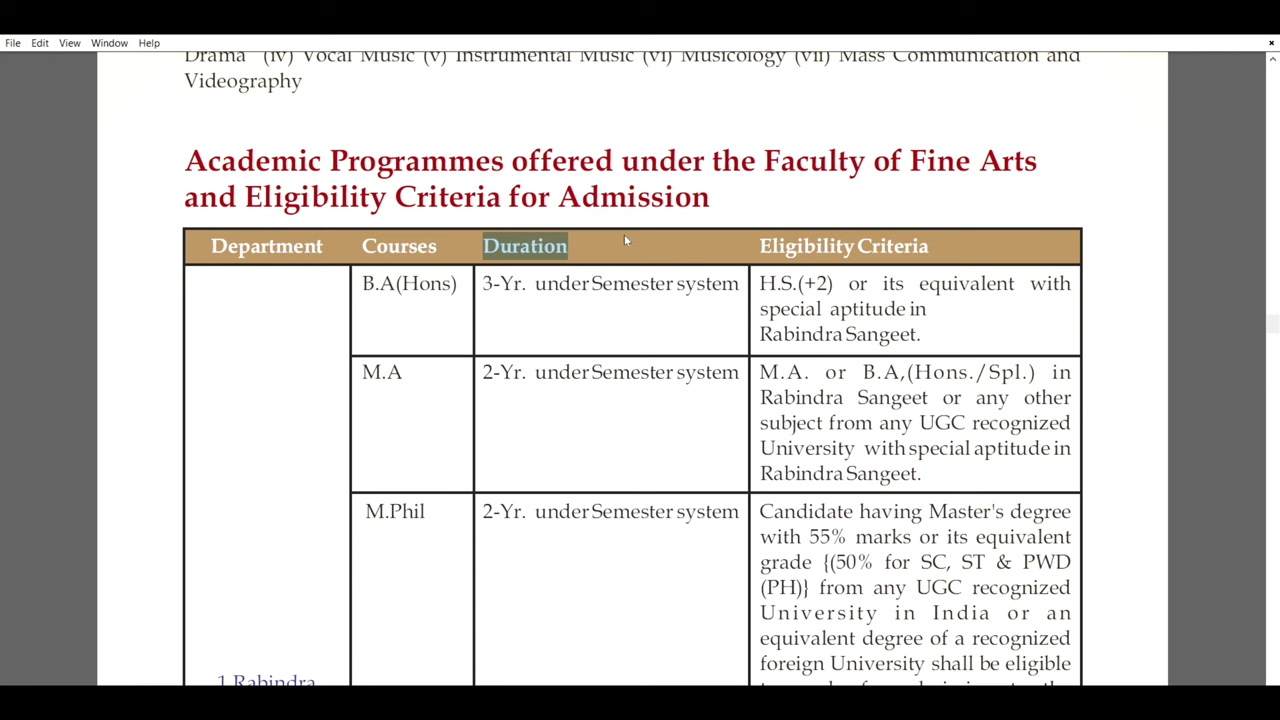 File Edit View Window Help ×
Drama (iv) Vocal Music (v) Instrumental Music (vi) Musicology (vii) Mass Communication and
Videography
Academic Programmes offered under the Faculty of Fine Arts
and Eligibility Criteria for Admission
Department Courses Duration Eligibility Criteria
B.A(Hons) 3-Yr. under Semester system H.S.(+2) or its equivalent with
special aptitude in
Rabindra Sangeet.
M.A 2-Yr. under Semester system M.A. or B.A,(Hons./Spl.) in
Rabindra Sangeet or any other
subject from any UGC recognized
University with special aptitude in
Rabindra Sangeet.
M.Phil 2-Yr. under Semester system Candidate having Master's degree
with 55% marks or its equivalent
grade {(50% for SC, ST & PWD
(PH)} from any UGC recognized
University in India or an
equivalent degree of a recognized
foreign University shall be eligible
1.Rabindra